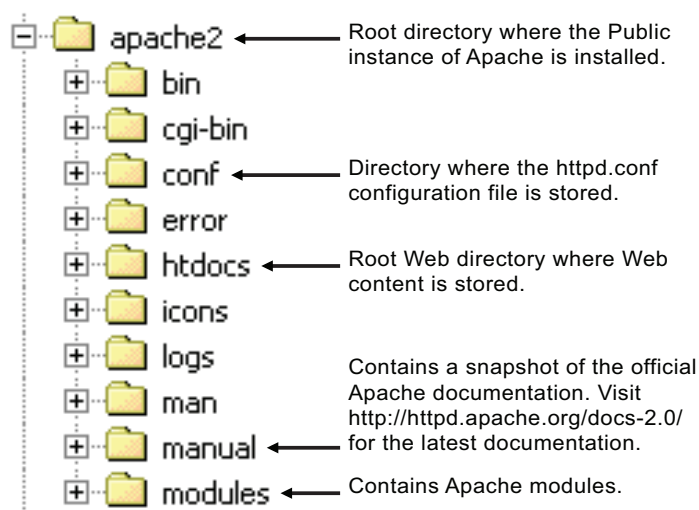 apache2
Root directory where the Public
instance of Apache is installed.
bin
cgi-bin
conf
Directory where the httpd.conf
configuration file is stored.
error
htdocs
Root Web directory where Web
content is stored.
icons
logs
man
Contains a snapshot of the official
Apache documentation. Visit
http://httpd.apache.org/docs-2.0/
for the latest documentation.
manual
modules
Contains Apache modules.